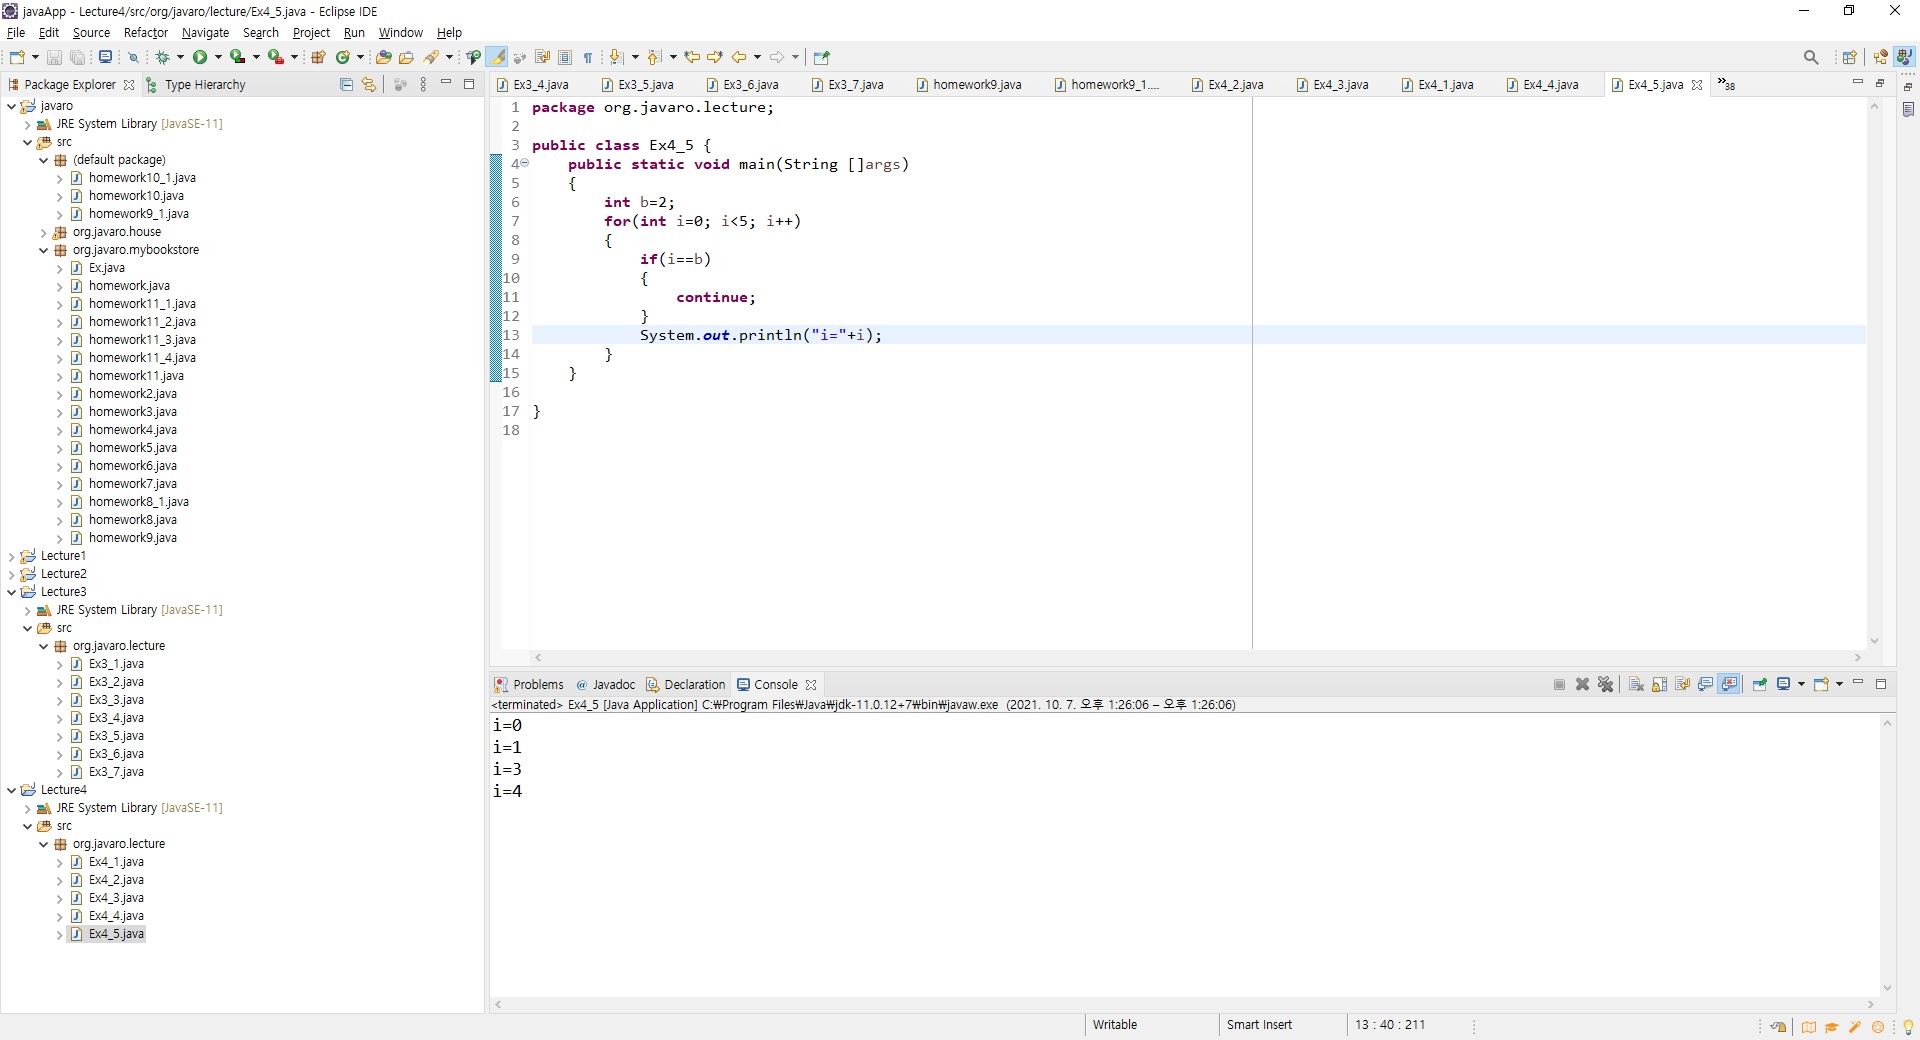 javaApp - Lecture4/src/org/javaro/lecture/Ex4_5.java - Eclipse IDE
File Edit Source Refactor Navigate Search Project Run Window Help
Package Explorer Type Hierarchy
javaro
JRE System Library [JavaSE-11]
src
(default package)
homework10_1.java
homework10.java
homework9_1.java
org.javaro.house
org.javaro.mybookstore
Ex.java
homework.java
homework11_1.java
homework11_2.java
homework11_3.java
homework11_4.java
homework11.java
homework2.java
homework3.java
homework4.java
homework5.java
homework6.java
homework7.java
homework8_1.java
homework8.java
homework9.java
Lecture1
Lecture2
Lecture3
JRE System Library [JavaSE-11]
src
org.javaro.lecture
Ex3_1.java
Ex3_2.java
Ex3_3.java
Ex3_4.java
Ex3_5.java
Ex3_6.java
Ex3_7.java
Lecture4
JRE System Library [JavaSE-11]
src
org.javaro.lecture
Ex4_1.java
Ex4_2.java
Ex4_3.java
Ex4_4.java
Ex4_5.java
Ex3_4.java Ex3_5.java Ex3_6.java Ex3_7.java homework9.java homework9_1.... Ex4_2.java Ex4_3.java Ex4_1.java Ex4_4.java Ex4_5.java »38
1 package org.javaro.lecture;
2
3 public class Ex4_5 {
4 public static void main(String []args)
5 {
6 int b=2;
7 for(int i=0; i<5; i++)
8 {
9 if(i==b)
10 {
11 continue;
12 }
13 System.out.println("i="+i);
14 }
15 }
16
17 }
18
Problems @ Javadoc Declaration Console
<terminated> Ex4_5 [Java Application] C:₩Program Files₩Java₩jdk-11.0.12+7₩bin₩javaw.exe (2021. 10. 7. 오후 1:26:06 – 오후 1:26:06)
i=0
i=1
i=3
i=4
Writable Smart Insert 13 : 40 : 211